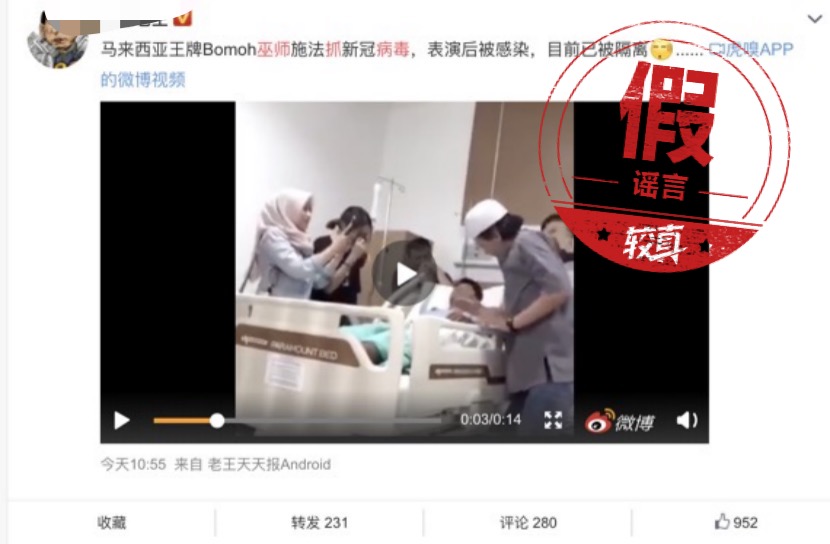 马来西亚王牌Bomoh巫师施法抓新冠病毒，表演后被感染，目前已被隔离...... 虎嗅APP
的微博视频
假
谣言
较真
PARAMOUNT BED
0:03/0:14
微博
今天10:55 来自 老王天天报Android
收藏
转发 231
评论 280
952